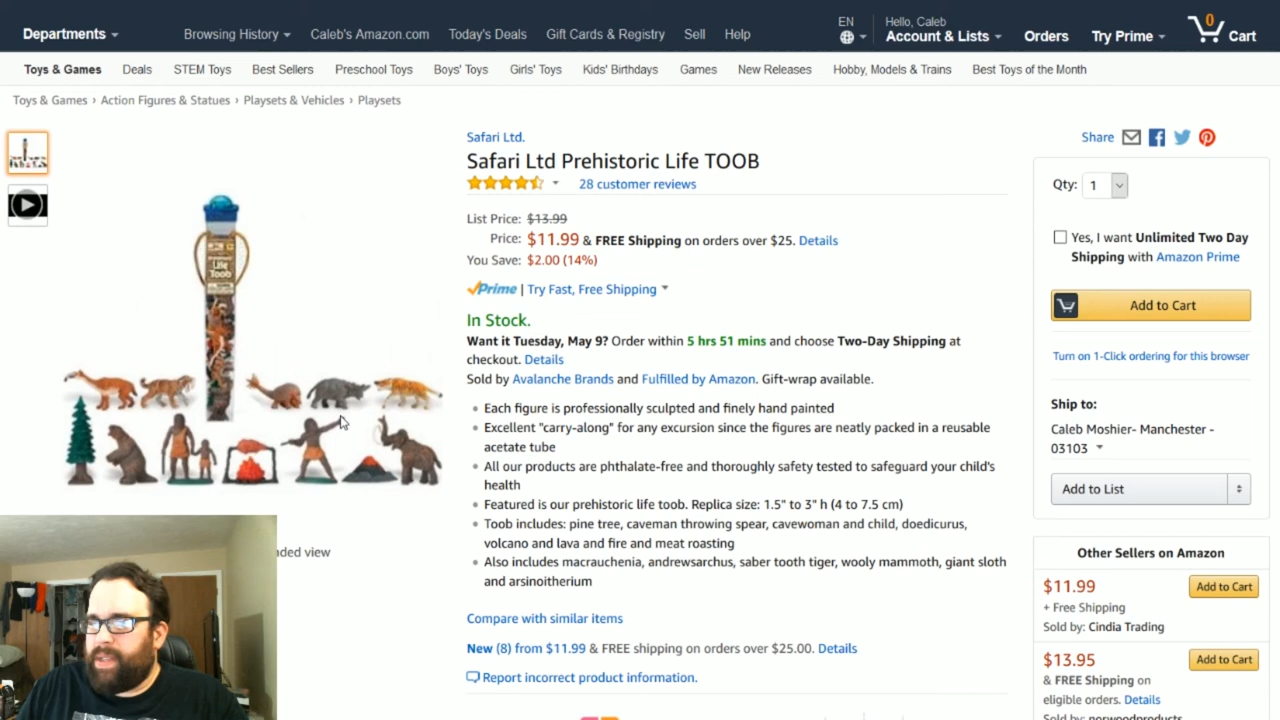 Departments
Browsing History
Caleb's Amazon.com
Today's Deals
Gift Cards & Registry
Sell
Help
EN
Hello, Caleb
Account & Lists
Orders
Try Prime
0
Cart
Toys & Games
Deals
STEM Toys
Best Sellers
Preschool Toys
Boys' Toys
Girls' Toys
Kids' Birthdays
Games
New Releases
Hobby, Models & Trains
Best Toys of the Month
Toys & Games › Action Figures & Statues › Playsets & Vehicles › Playsets
Life
Toob
nded view
Safari Ltd.
Safari Ltd Prehistoric Life TOOB
28 customer reviews
List Price: $13.99
Price: $11.99 & FREE Shipping on orders over $25. Details
You Save: $2.00 (14%)
Prime | Try Fast, Free Shipping
In Stock.
Want it Tuesday, May 9? Order within 5 hrs 51 mins and choose Two-Day Shipping at
checkout. Details
Sold by Avalanche Brands and Fulfilled by Amazon. Gift-wrap available.
• Each figure is professionally sculpted and finely hand painted
• Excellent "carry-along" for any excursion since the figures are neatly packed in a reusable
acetate tube
• All our products are phthalate-free and thoroughly safety tested to safeguard your child's
health
• Featured is our prehistoric life toob. Replica size: 1.5" to 3" h (4 to 7.5 cm)
• Toob includes: pine tree, caveman throwing spear, cavewoman and child, doedicurus,
volcano and lava and fire and meat roasting
• Also includes macrauchenia, andrewsarchus, saber tooth tiger, wooly mammoth, giant sloth
and arsinoitherium
Compare with similar items
New (8) from $11.99 & FREE shipping on orders over $25.00. Details
Report incorrect product information.
Share
Qty: 1
Yes, I want Unlimited Two Day
Shipping with Amazon Prime
Add to Cart
Turn on 1-Click ordering for this browser
Ship to:
Caleb Moshier- Manchester -
03103
Add to List
Other Sellers on Amazon
$11.99
Add to Cart
+ Free Shipping
Sold by: Cindia Trading
$13.95
Add to Cart
& FREE Shipping on
eligible orders. Details
Sold by: norwoodproducts